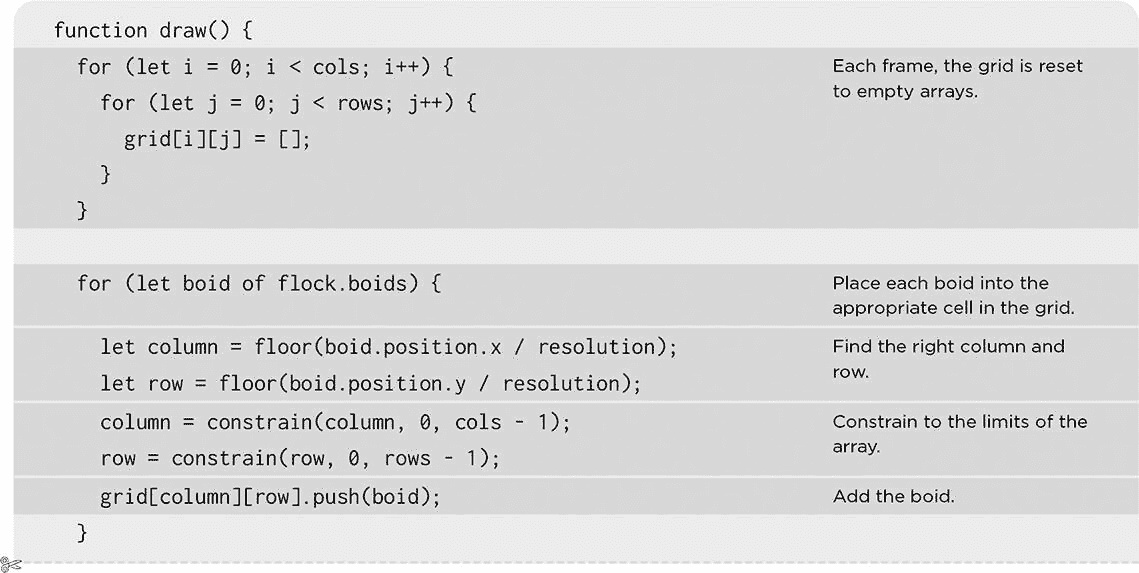 function draw() {
for (let i = 0; i < cols; i++) {
Each frame, the grid is reset
to empty arrays.
for (let j = 0; j < rows; j++) {
grid[i][j] = [];
}
}
for (let boid of flock.boids) {
Place each boid into the
appropriate cell in the grid.
let column = floor(boid.position.x / resolution);
let row = floor(boid.position.y / resolution);
Find the right column and
row.
column = constrain(column, 0, cols - 1);
row = constrain(row, 0, rows - 1);
Constrain to the limits of the
array.
grid[column][row].push(boid);
Add the boid.
}